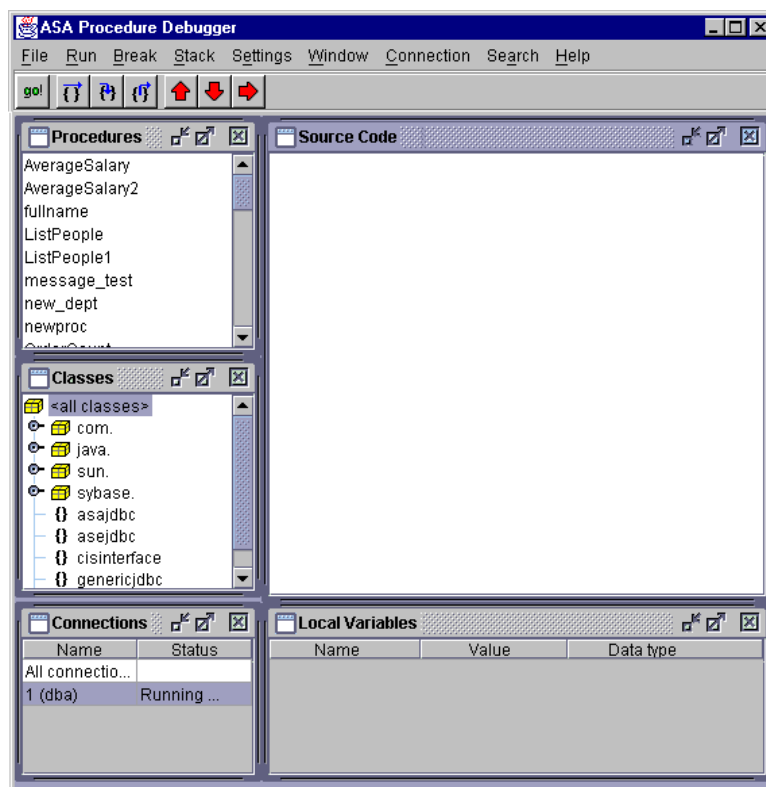 ASA Procedure Debugger
File Run Break Stack Settings Window Connection Search Help
go!
Procedures
AverageSalary
AverageSalary2
fullname
ListPeople
ListPeople1
message_test
new_dept
newproc
Source Code
Classes
<all classes>
com.
java.
sun.
sybase.
{} asajdbc
{} asejdbc
{} cisinterface
{} genericjdbc
Connections
Name Status
All connectio...
1 (dba) Running ...
Local Variables
Name Value Data type